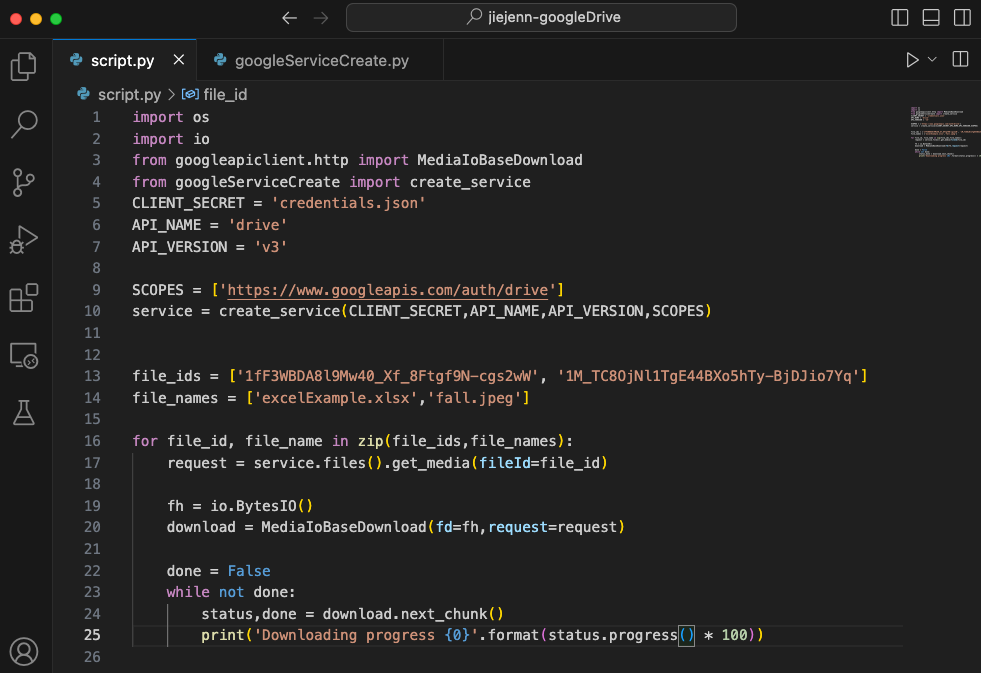 jiejenn-googleDrive
script.py
googleServiceCreate.py
script.py > file_id
1 import os
2 import io
3 from googleapiclient.http import MediaIoBaseDownload
4 from googleServiceCreate import create_service
5 CLIENT_SECRET = 'credentials.json'
6 API_NAME = 'drive'
7 API_VERSION = 'v3'
8
9 SCOPES = ['https://www.googleapis.com/auth/drive']
10 service = create_service(CLIENT_SECRET,API_NAME,API_VERSION,SCOPES)
11
12
13 file_ids = ['1fF3WBDA8l9Mw40_Xf_8Ftgf9N-cgs2wW', '1M_TC8OjNl1TgE44BXo5hTy-BjDJio7Yq']
14 file_names = ['excelExample.xlsx','fall.jpeg']
15
16 for file_id, file_name in zip(file_ids,file_names):
17     request = service.files().get_media(fileId=file_id)
18
19     fh = io.BytesIO()
20     download = MediaIoBaseDownload(fd=fh,request=request)
21
22     done = False
23     while not done:
24         status,done = download.next_chunk()
25         print('Downloading progress {0}'.format(status.progress() * 100))
26